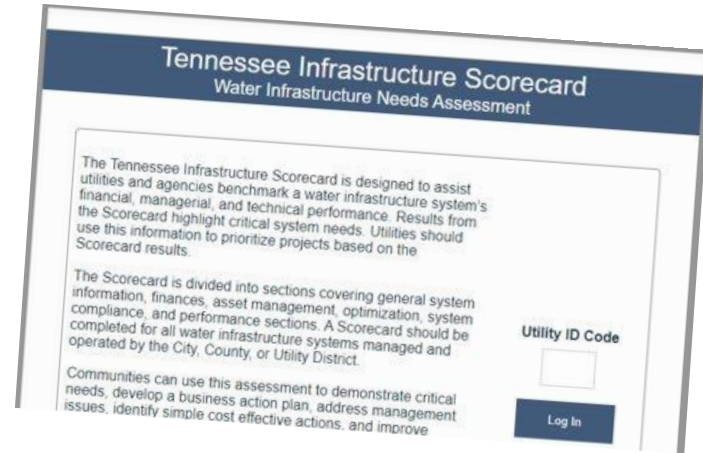 Tennessee Infrastructure Scorecard
Water Infrastructure Needs Assessment
The Tennessee Infrastructure Scorecard is designed to assist
utilities and agencies benchmark a water infrastructure system's
financial, managerial, and technical performance. Results from
the Scorecard highlight critical system needs. Utilities should
use this information to prioritize projects based on the
Scorecard results.
The Scorecard is divided into sections covering general system
information, finances, asset management, optimization, system
compliance, and performance sections. A Scorecard should be
completed for all water infrastructure systems managed and
operated by the City, County, or Utility District.
Communities can use this assessment to demonstrate critical
needs, develop a business action plan, address management
issues, identify simple cost effective actions, and improve
Utility ID Code
Log In